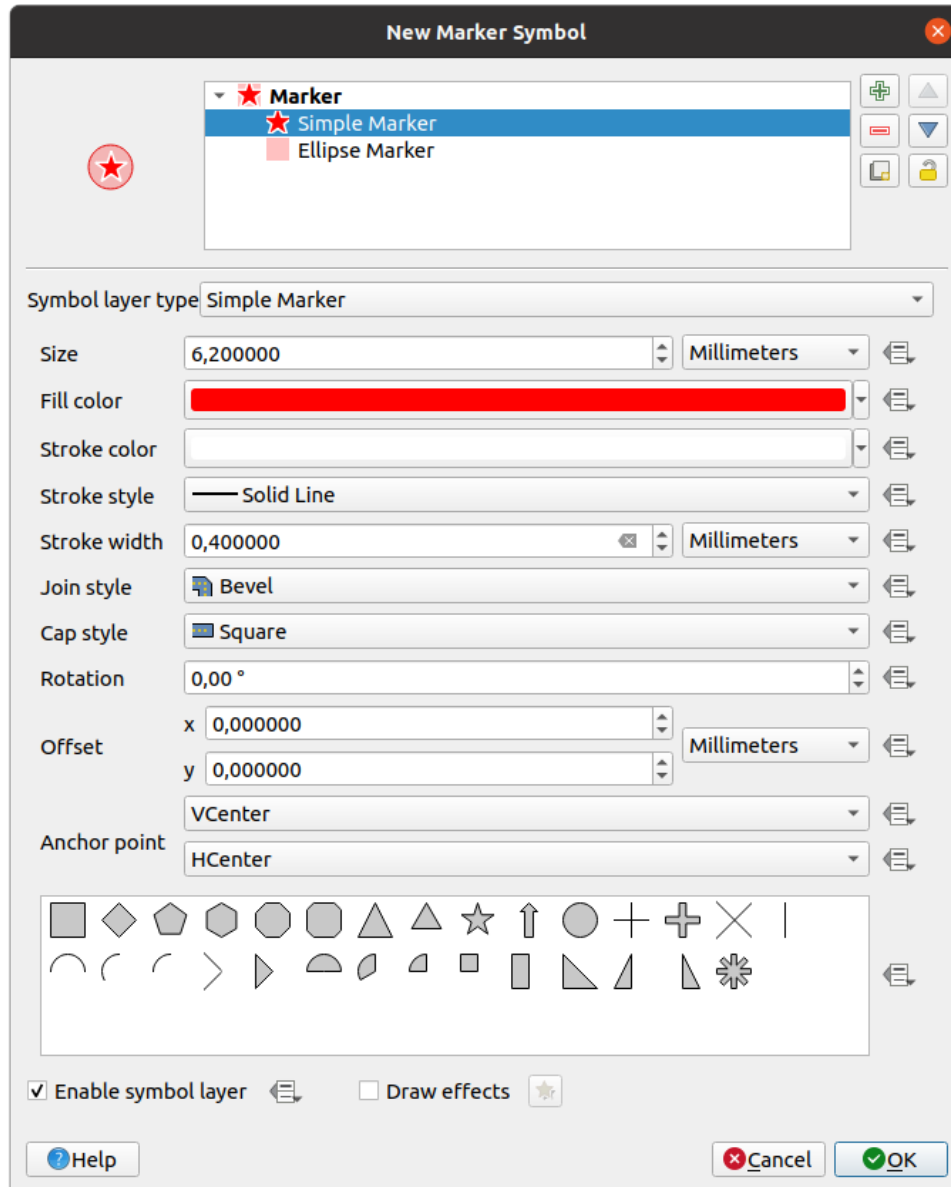 New Marker Symbol
Marker
Simple Marker
Ellipse Marker
Symbol layer type Simple Marker
Size 6,200000 Millimeters
Fill color
Stroke color
Stroke style Solid Line
Stroke width 0,400000 Millimeters
Join style Bevel
Cap style Square
Rotation 0,00 °
x 0,000000
Offset Millimeters
y 0,000000
VCenter
Anchor point
HCenter
Enable symbol layer Draw effects
Help Cancel OK